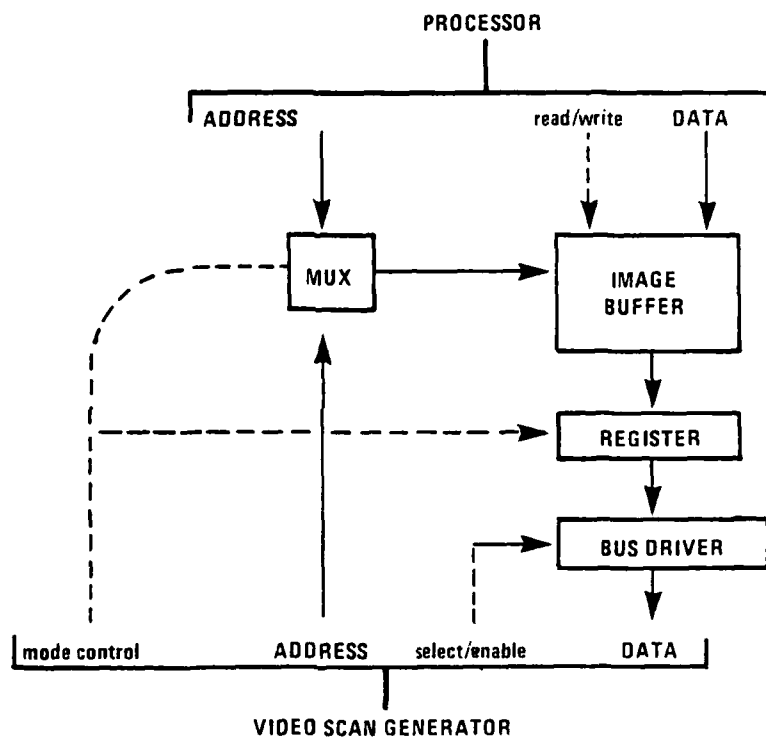 PROCESSOR
ADDRESS read/write DATA
MUX
IMAGE
BUFFER
REGISTER
BUS DRIVER
mode control ADDRESS select/enable DATA
VIDEO SCAN GENERATOR